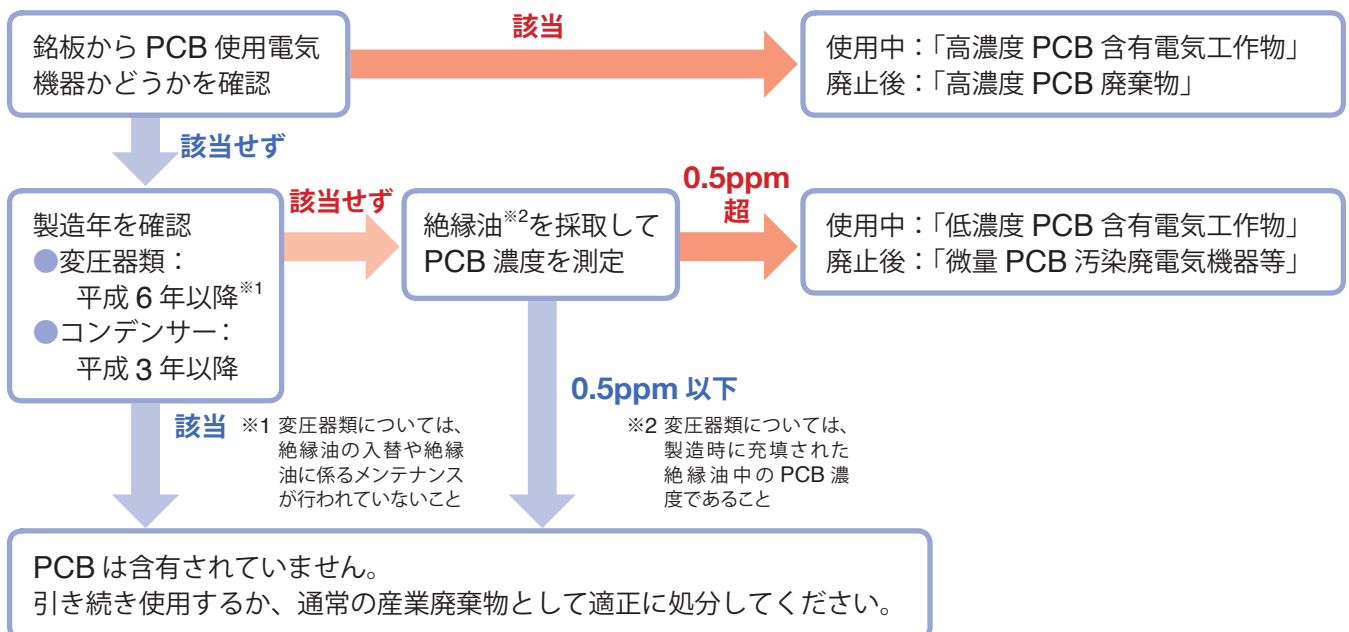 銘板から PCB 使用電気
機器かどうかを確認
該当
使用中：「高濃度 PCB 含有電気工作物」
廃止後：「高濃度 PCB 廃棄物」
該当せず
製造年を確認
●変圧器類：
平成 6 年以降※1
●コンデンサー：
平成 3 年以降
該当せず
絶縁油※2を採取して
PCB 濃度を測定
0.5ppm
超
使用中：「低濃度 PCB 含有電気工作物」
廃止後：「微量 PCB 汚染廃電気機器等」
該当
※1 変圧器類については、
絶縁油の入替や絶縁
油に係るメンテナンス
が行われていないこと
0.5ppm 以下
※2 変圧器類については、
製造時に充填された
絶縁油中の PCB 濃
度であること
PCB は含有されていません。
引き続き使用するか、通常の産業廃棄物として適正に処分してください。